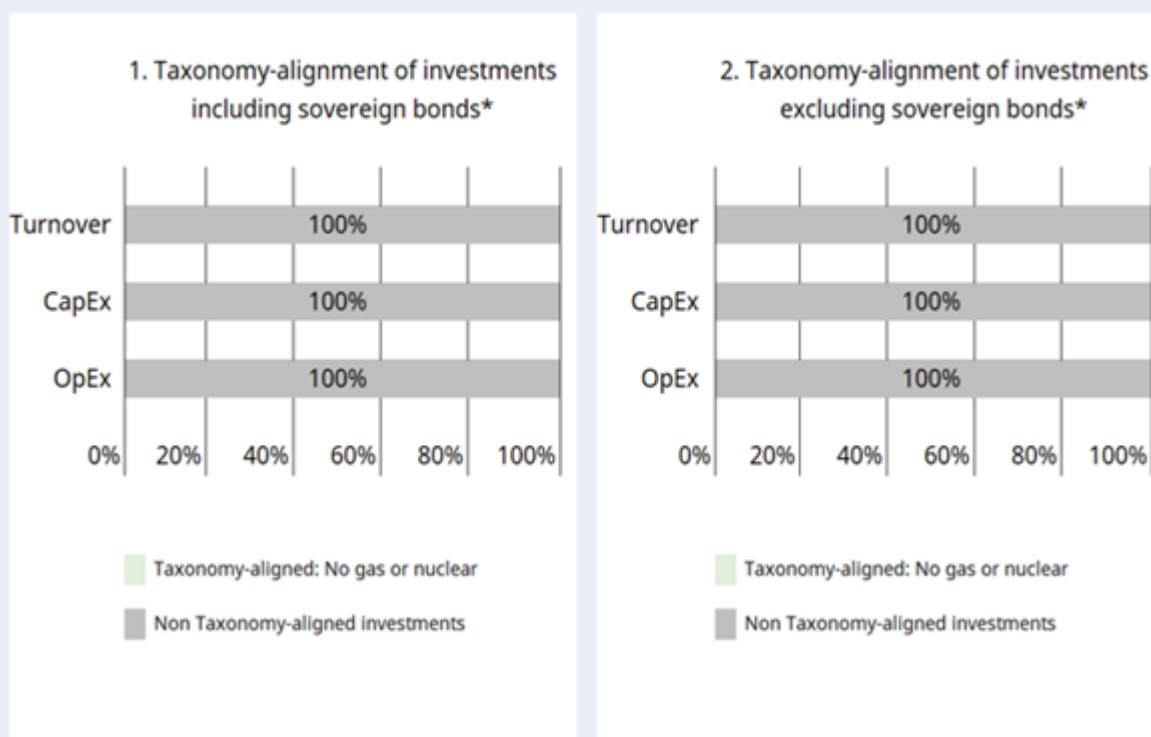 1. Taxonomy-alignment of investments
including sovereign bonds*
Turnover
100%
CapEx
100%
OpEx
100%
0% 20% 40% 60% 80% 100%
Taxonomy-aligned: No gas or nuclear
Non Taxonomy-aligned investments
2. Taxonomy-alignment of investments
excluding sovereign bonds*
Turnover
100%
CapEx
100%
OpEx
100%
0% 20% 40% 60% 80% 100%
Taxonomy-aligned: No gas or nuclear
Non Taxonomy-aligned investments